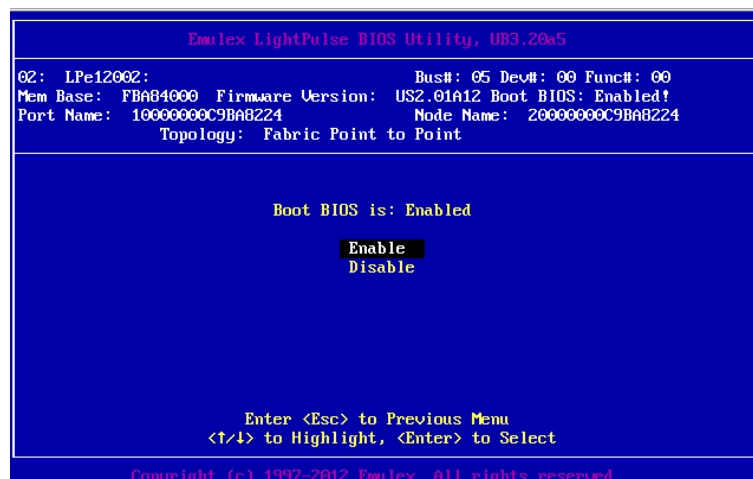 Emulex LightPulse BIOS Utility, UB3.20a5
02: LPe12002: Bus#: 05 Dev#: 00 Func#: 00
Mem Base: FBA84000 Firmware Version: US2.01A12 Boot BIOS: Enabled!
Port Name: 10000000C9BA8224 Node Name: 20000000C9BA8224
Topology: Fabric Point to Point
Boot BIOS is: Enabled
Enable
Disable
Enter <Esc> to Previous Menu
<↑/↓> to Highlight, <Enter> to Select
Copyright (c) 1997-2012 Emulex. All rights reserved